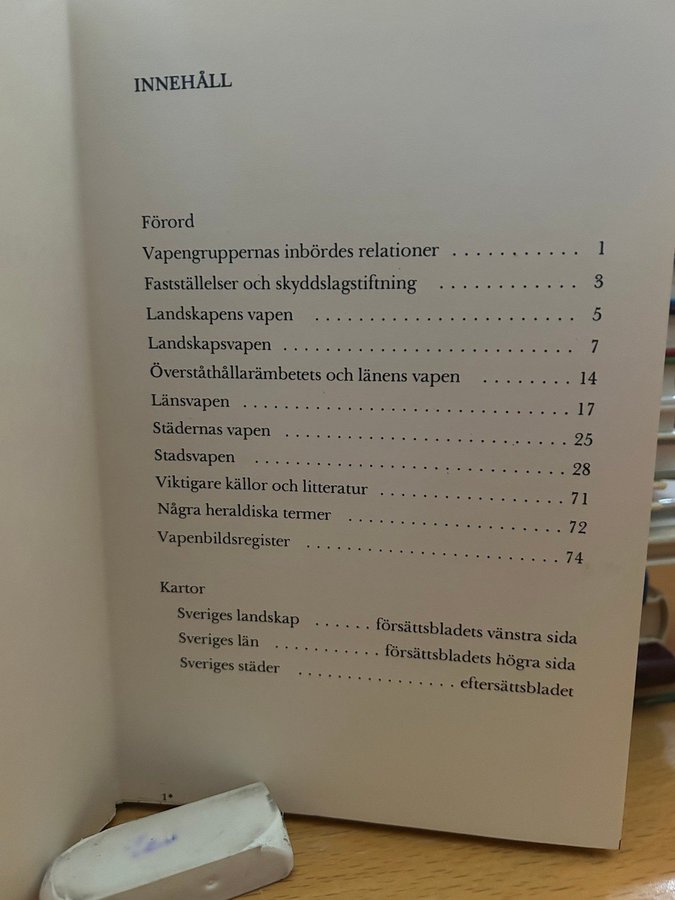 INNEHÅLL
Förord
Vapengruppernas inbördes relationer . . . . . . . . . . . 1
Fastställelser och skyddslagstiftning . . . . . . . . . . . . 3
Landskapens vapen . . . . . . . . . . . . . . . . . . . . . . . 5
Landskapsvapen . . . . . . . . . . . . . . . . . . . . . . . . . . 7
Överståthållarämbetets och länens vapen . . . . . . . . 14
Länsvapen . . . . . . . . . . . . . . . . . . . . . . . . . . . . . 17
Städernas vapen . . . . . . . . . . . . . . . . . . . . . . . . . 25
Stadsvapen . . . . . . . . . . . . . . . . . . . . . . . . . . . . 28
Viktigare källor och litteratur . . . . . . . . . . . . . . . . 71
Några heraldiska termer . . . . . . . . . . . . . . . . . . . 72
Vapenbildsregister . . . . . . . . . . . . . . . . . . . . . . . 74
Kartor
Sveriges landskap . . . . . . försättsbladets vänstra sida
Sveriges län . . . . . . . . . . . försättsbladets högra sida
Sveriges städer . . . . . . . . . . . . . . . . eftersättsbladet
1*